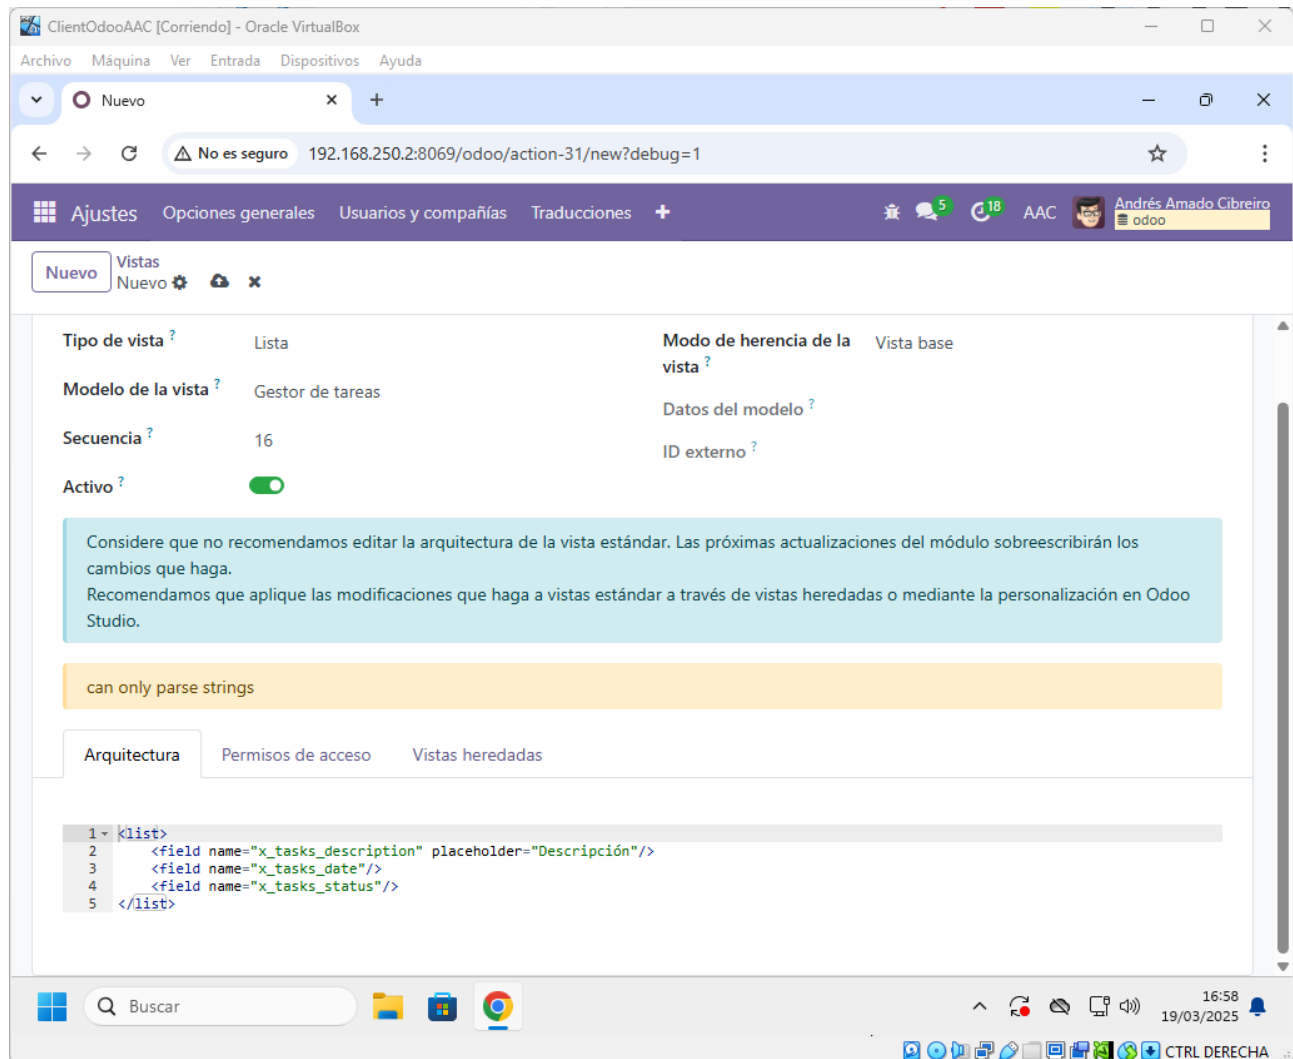 ClientOdooAAC [Corriendo] - Oracle VirtualBox
Archivo Máquina Ver Entrada Dispositivos Ayuda
Nuevo
No es seguro 192.168.250.2:8069/odoo/action-31/new?debug=1
Ajustes Opciones generales Usuarios y compañías Traducciones 5 18 AAC Andrés Amado Cibreiro
odoo
Nuevo
Vistas
Nuevo
Tipo de vista ? Lista
Modo de herencia de la vista ? Vista base
Modelo de la vista ? Gestor de tareas
Datos del modelo ?
Secuencia ? 16
ID externo ?
Activo ?
Considere que no recomendamos editar la arquitectura de la vista estándar. Las próximas actualizaciones del módulo sobreescribirán los
cambios que haga.
Recomendamos que aplique las modificaciones que haga a vistas estándar a través de vistas heredadas o mediante la personalización en Odoo
Studio.
can only parse strings
Arquitectura Permisos de acceso Vistas heredadas
1 <list>
2 <field name="x_tasks_description" placeholder="Descripción"/>
3 <field name="x_tasks_date"/>
4 <field name="x_tasks_status"/>
5 </list>
Buscar
16:58
19/03/2025
CTRL DERECHA